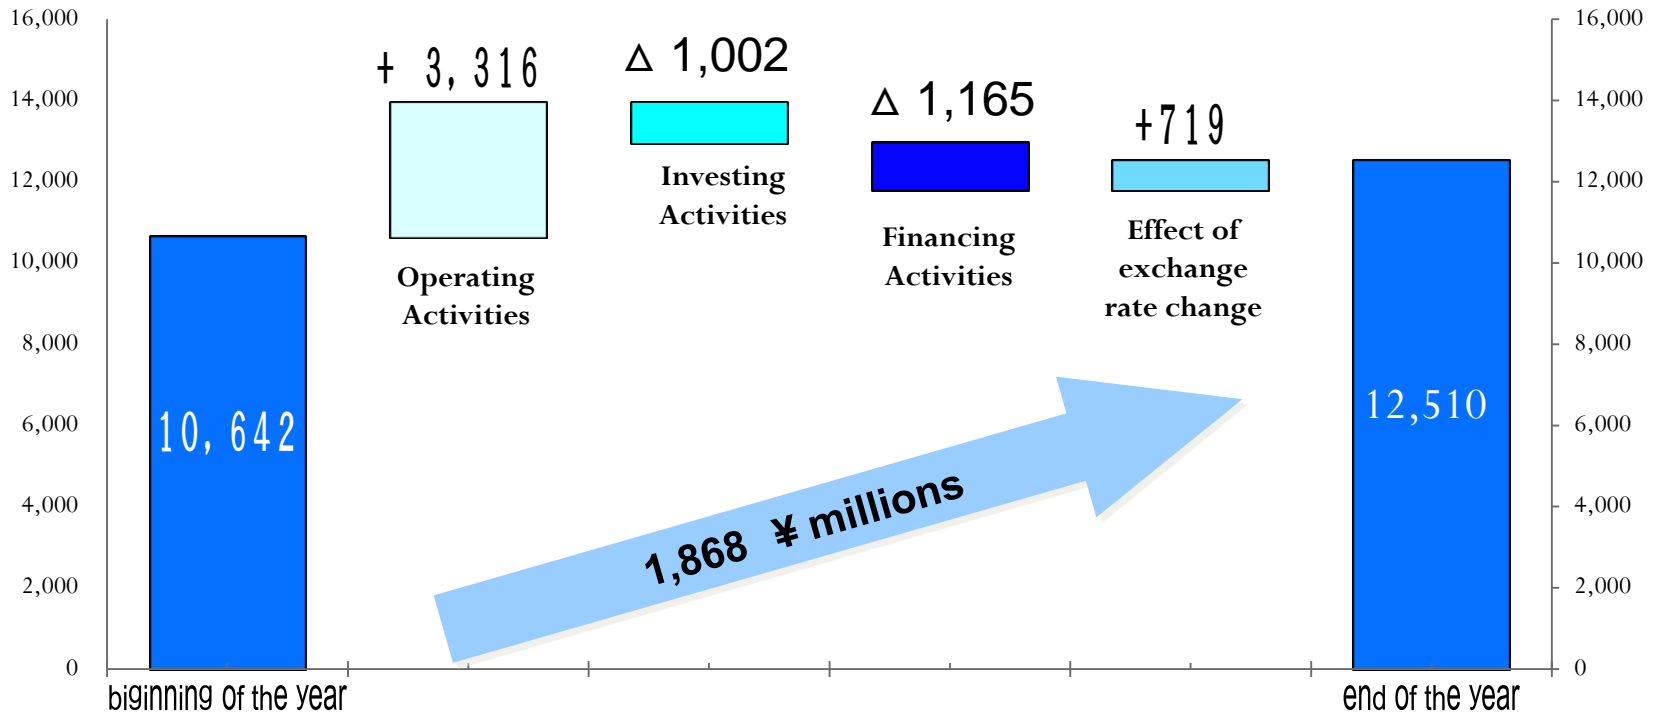 16,000
14,000
12,000
10,000
8,000
6,000
4,000
2,000
0
+ 3,316
Operating
Activities
△ 1,002
Investing
Activities
△ 1,165
Financing
Activities
+719
Effect of
exchange
rate change
10,642
12,510
1,868 ¥ millions
16,000
14,000
12,000
10,000
8,000
6,000
4,000
2,000
0
biginning of the year
end of the year